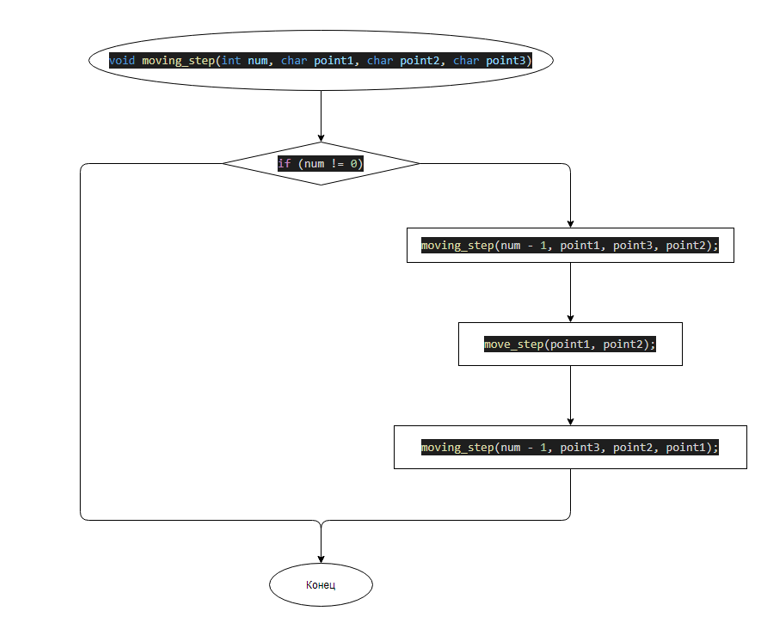 void moving_step(int num, char point1, char point2, char point3)
if (num != 0)
moving_step(num - 1, point1, point3, point2);
move_step(point1, point2);
moving_step(num - 1, point3, point2, point1);
Конец